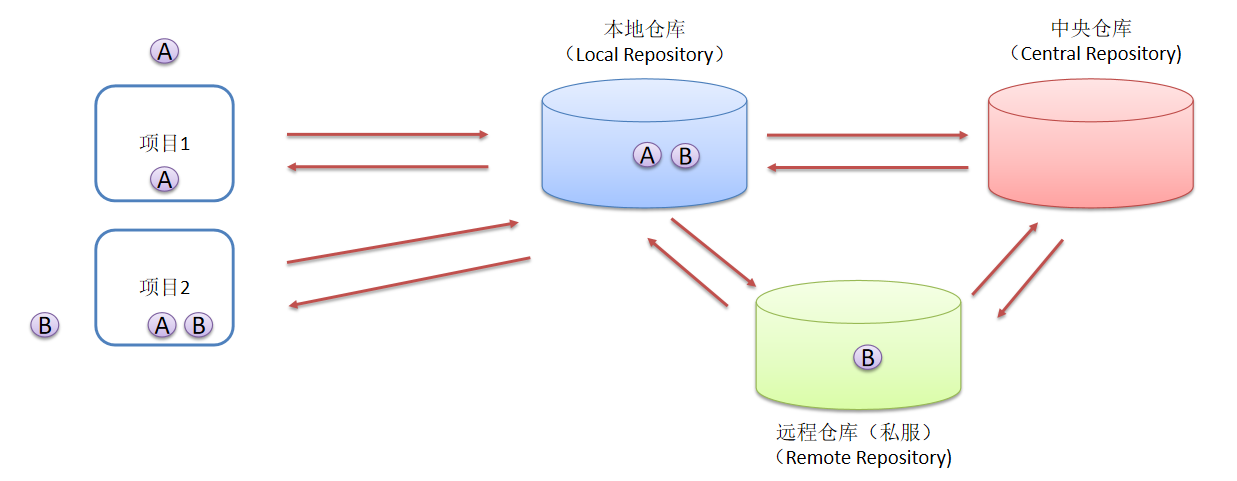 本地仓库
（Local Repository）
中央仓库
（Central Repository)
A
项目1
A
A B
项目2
A B
B
B
远程仓库（私服）
（Remote Repository)